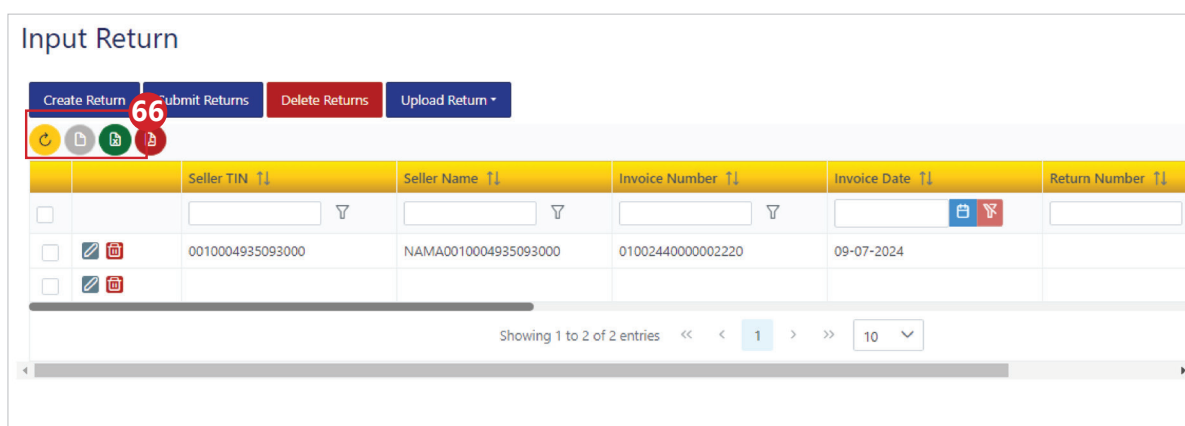 Input Return
Create Return Submit Returns Delete Returns Upload Return
66
Seller TIN Seller Name Invoice Number Invoice Date Return Number
0010004935093000 NAMA0010004935093000 01002440000002220 09-07-2024
Showing 1 to 2 of 2 entries << < 1 > >> 10